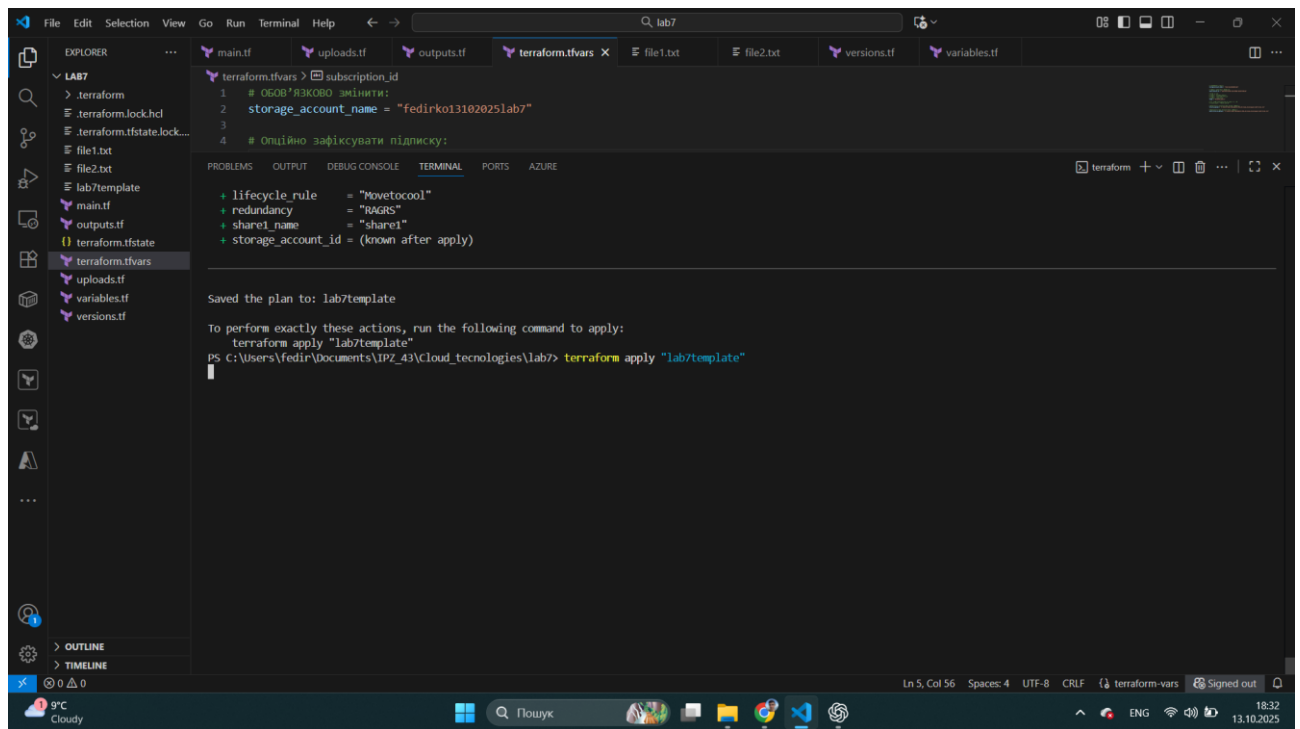 File Edit Selection View Go Run Terminal Help
lab7
EXPLORER
main.tf
uploads.tf
outputs.tf
terraform.tfvars
file1.txt
file2.txt
versions.tf
variables.tf
LAB7
.terraform
.terraform.lock.hcl
.terraform.tfstate.lock....
file1.txt
file2.txt
lab7template
main.tf
outputs.tf
terraform.tfstate
terraform.tfvars
uploads.tf
variables.tf
versions.tf
terraform.tfvars > subscription_id
1 # ОБОВ’ЯЗКОВО змінити:
2 storage_account_name = "fedirko13102025lab7"
3
4 # Опційно зафіксувати підписку:
PROBLEMS OUTPUT DEBUG CONSOLE TERMINAL PORTS AZURE
terraform
+ lifecycle_rule = "Movetocool"
+ redundancy = "RAGRS"
+ share1_name = "share1"
+ storage_account_id = (known after apply)
Saved the plan to: lab7template
To perform exactly these actions, run the following command to apply:
terraform apply "lab7template"
PS C:\Users\fedir\Documents\IPZ_43\Cloud_tecnologies\lab7> terraform apply "lab7template"
1
OUTLINE
TIMELINE
0 0
Ln 5, Col 56 Spaces: 4 UTF-8 CRLF terraform-vars Signed out
1
9°C
Cloudy
Пошук
ENG
18:32
13.10.2025